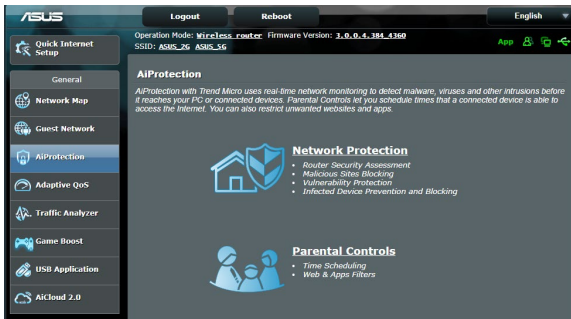 ASUS
Logout
Reboot
English
Quick Internet
Setup
Operation Mode: Wireless router Firmware Version: 3.0.0.4.384_4360
SSID: ASUS_2G ASUS_5G
App
General
Network Map
Guest Network
AiProtection
Adaptive QoS
Traffic Analyzer
Game Boost
USB Application
AiCloud 2.0
AiProtection
AiProtection with Trend Micro uses real-time network monitoring to detect malware, viruses and other intrusions before
it reaches your PC or connected devices. Parental Controls let you schedule times that a connected device is able to
access the Internet. You can also restrict unwanted websites and apps.
Network Protection
• Router Security Assessment
• Malicious Sites Blocking
• Vulnerability Protection
• Infected Device Prevention and Blocking
Parental Controls
• Time Scheduling
• Web & Apps Filters